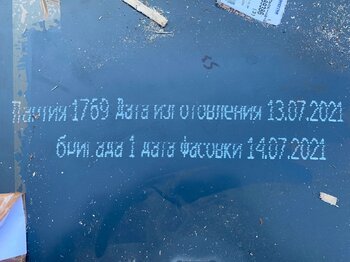 Партия 1769 Дата изготовления 13.07.2021
бригада 1 дата фасовки 14.07.2021